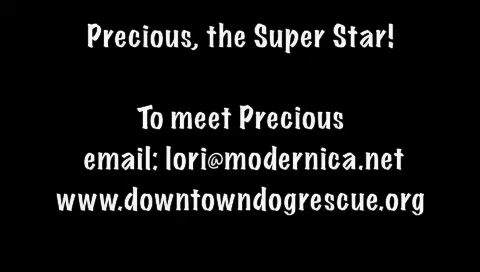 Precious, the Super Star!
To meet Precious
email: lori@modernica.net
www.downtowndogrescue.org